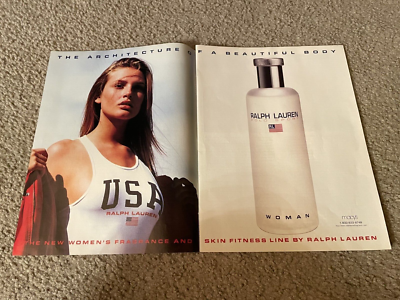 THE ARCHITECTURE
F A BEAUTIFUL BODY
USA
RALPH LAUREN
RALPH LAUREN
WOMAN
macy's
THE NEW WOMEN'S FRAGRANCE AND
SKIN FITNESS LINE BY RALPH LAUREN